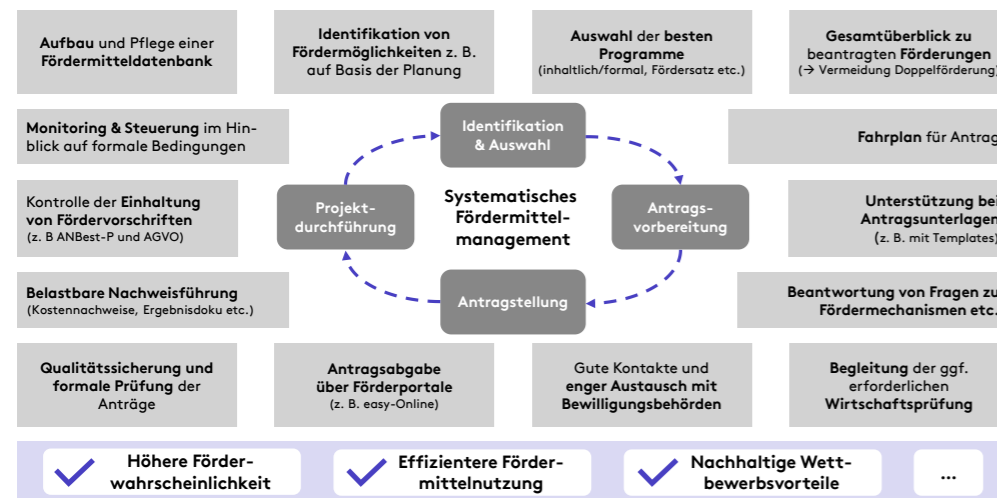 Aufbau und Pflege einer
Fördermitteldatenbank
Identifikation von
Fördermöglichkeiten z. B.
auf Basis der Planung
Auswahl der besten
Programme
(inhaltlich/formal, Fördersatz etc.)
Gesamtüberblick zu
beantragten Förderungen
(→ Vermeidung Doppelförderung)
Monitoring & Steuerung im Hin-
blick auf formale Bedingungen
Identifikation
& Auswahl
Fahrplan für Antrag
Kontrolle der Einhaltung
von Fördervorschriften
(z. B ANBest-P und AGVO)
Projekt-
durchführung
Systematisches
Fördermittel-
management
Antrags-
vorbereitung
Unterstützung bei
Antragsunterlagen
(z. B. mit Templates)
Belastbare Nachweisführung
(Kostennachweise, Ergebnisdoku etc.)
Antragstellung
Beantwortung von Fragen zu
Fördermechanismen etc.
Qualitätssicherung und
formale Prüfung der
Anträge
Antragsabgabe
über Förderportale
(z. B. easy-Online)
Gute Kontakte und
enger Austausch mit
Bewilligungsbehörden
Begleitung der ggf.
erforderlichen
Wirtschaftsprüfung
Höhere Förder-
wahrscheinlichkeit
Effizientere Förder-
mittelnutzung
Nachhaltige Wett-
bewerbsvorteile
...